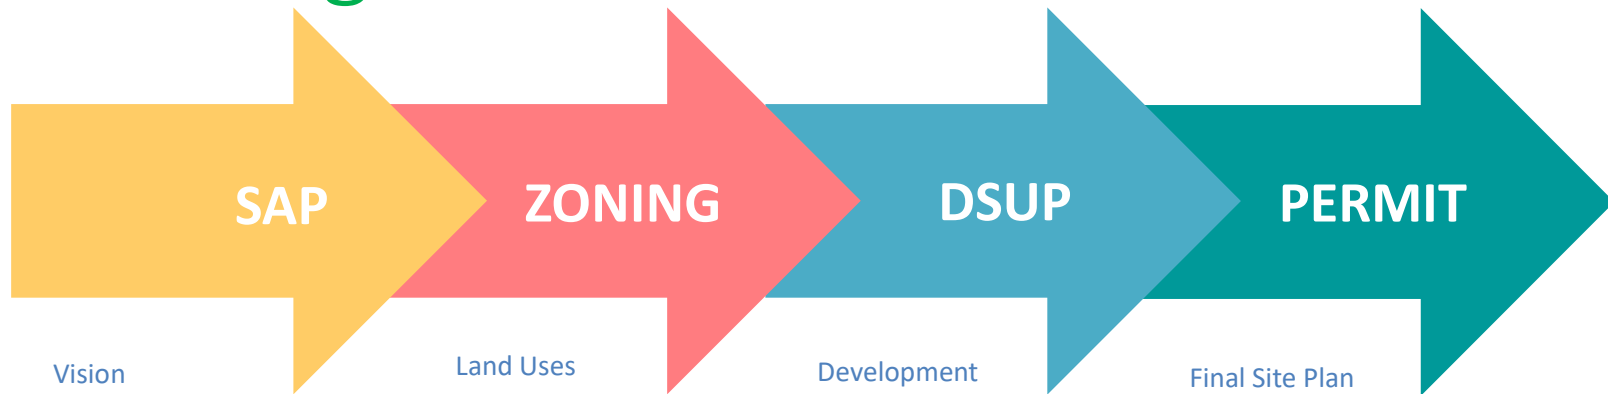 SAP
ZONING
DSUP
PERMIT
Vision
Land Uses
Development
Final Site Plan